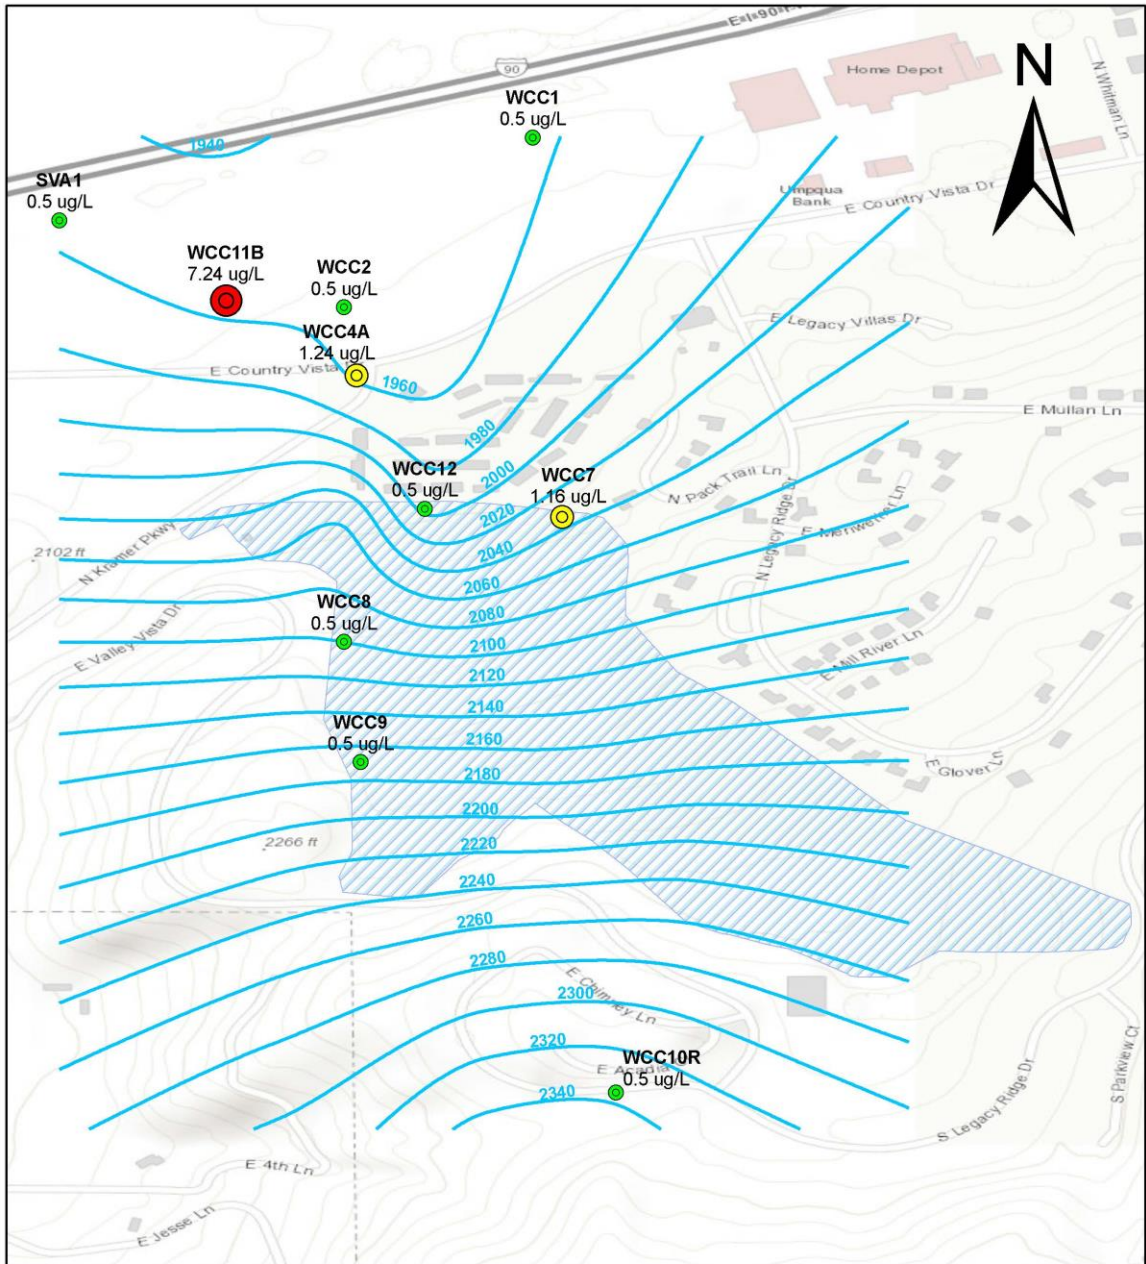 E I-90 F
90
Home Depot
N
N Whitman Ln
WCC1
0.5 ug/L
1940
SVA1
0.5 ug/L
Umpqua
Bank
E Country Vista Dr
WCC11B
7.24 ug/L
WCC2
0.5 ug/L
E Legacy Villas Dr
WCC4A
1.24 ug/L
E Country Vista D
1960
E Mullan Ln
1980
WCC12
0.5 ug/L
2000
WCC7
1.16 ug/L
N Pack Trail Ln
N Legacy Ridge Dr
E Meriwether Ln
2020
2040
N Kramer Pkwy
2102 ft
2060
2080
WCC8
0.5 ug/L
2100
E Valley Vista Dr
E Mill River Ln
2120
2140
WCC9
0.5 ug/L
2160
2180
E Glover Ln
2200
2266 ft
2220
2240
2260
2280
E Chimney Ln
2300
2320
WCC10R
0.5 ug/L
E Acadia
2340
S Legacy Ridge Dr
S Parkview Ct
E 4th Ln
E Jesse Ln